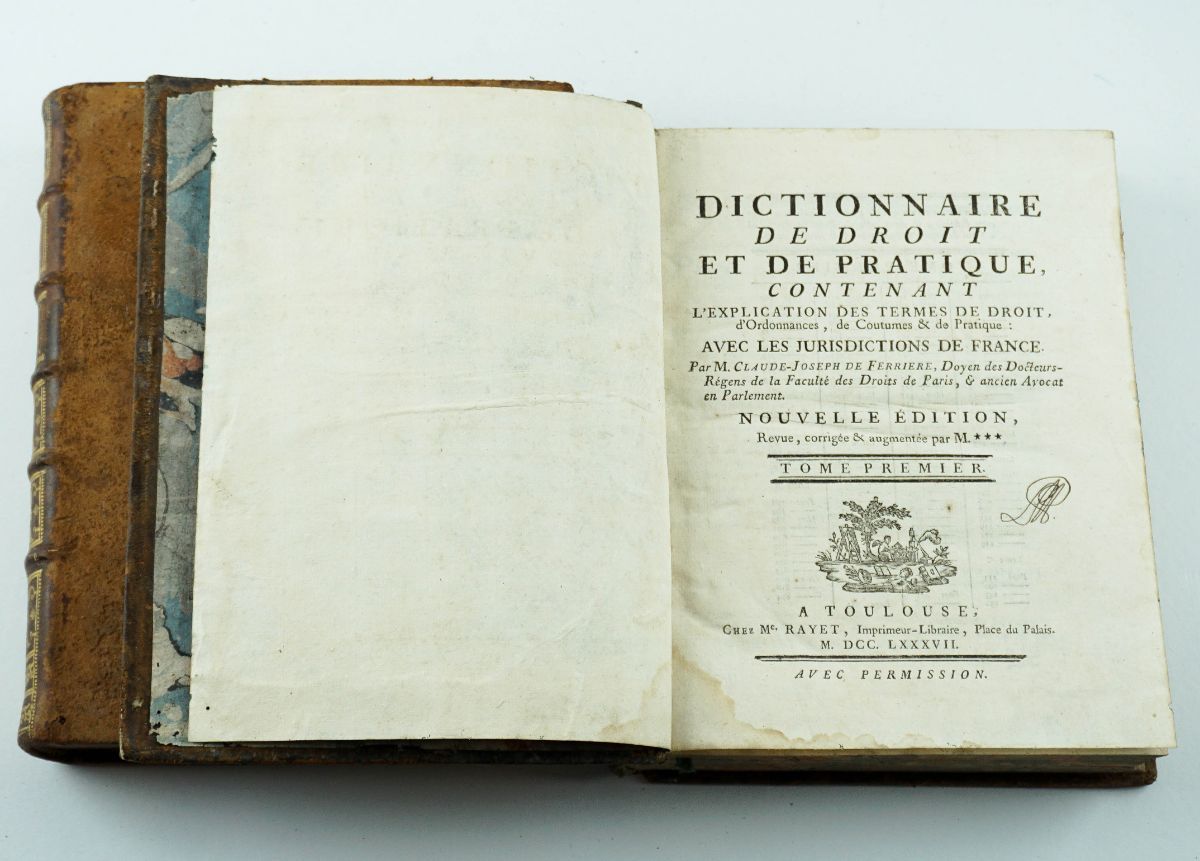 DICTIONNAIRE
DE DROIT
ET DE PRATIQUE,
CONTENANT
L'EXPLICATION DES TERMES DE DROIT,
d'Ordonnances, de Coutumes & de Pratique :
AVEC LES JURISDICTIONS DE FRANCE.
Par M. CLAUDE-JOSEPH DE FERRIERE, Doyen des Docteurs-
Régens de la Faculté des Droits de Paris, & ancien Avocat
en Parlement.
NOUVELLE ÉDITION,
Revue, corrigée & augmentée par M. ***
TOME PREMIER.
A TOULOUSE,
CHEZ Me. RAYET, Imprimeur-Libraire, Place du Palais.
M. DCC. LXXXVII.
AVEC PERMISSION.